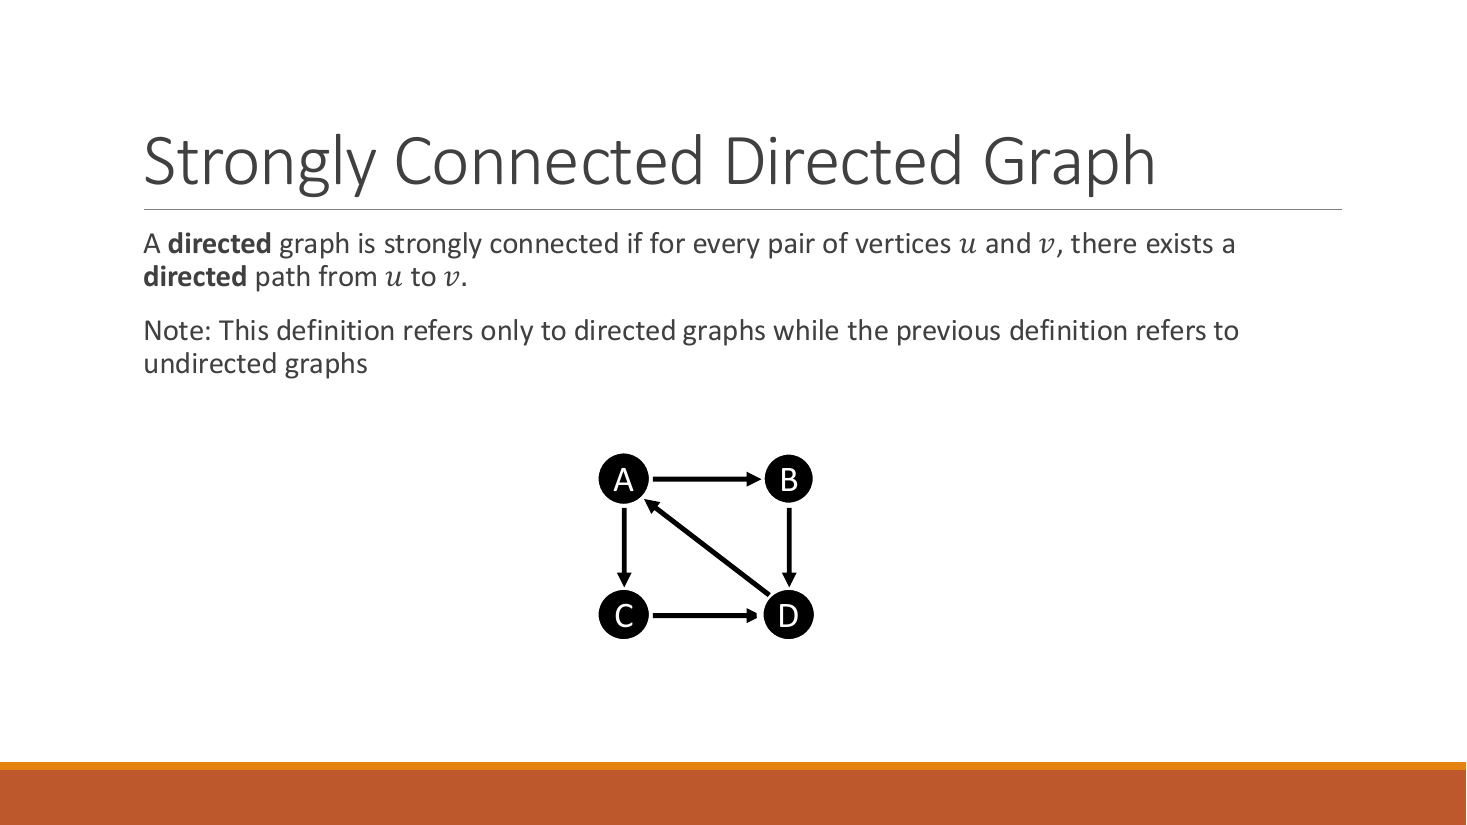 Strongly Connected Directed Graph
A directed graph is strongly connected if for every pair of vertices 𝑢 and 𝑣, there exists a
directed path from 𝑢 to 𝑣.
Note: This definition refers only to directed graphs while the previous definition refers to
undirected graphs
A B
C D